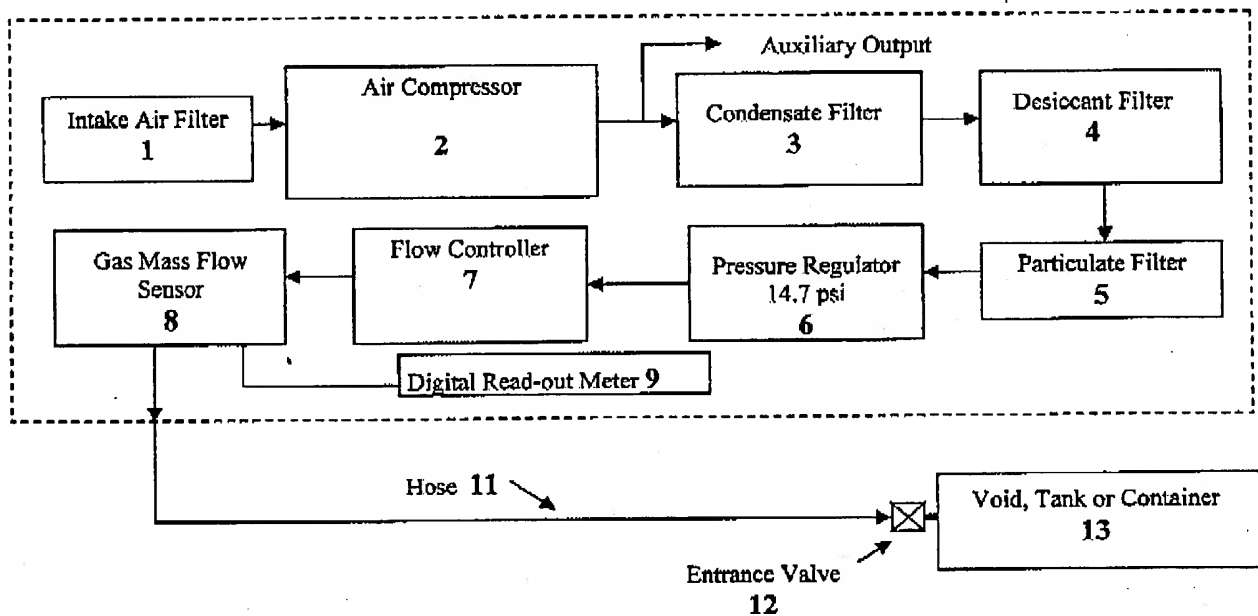 Auxiliary Output
Intake Air Filter
1
Air Compressor
2
Condensate Filter
3
Desiccant Filter
4
Gas Mass Flow
Sensor
8
Flow Controller
7
Pressure Regulator
14.7 psi
6
Particulate Filter
5
Digital Read-out Meter 9
Hose 11
Void, Tank or Container
13
Entrance Valve
12